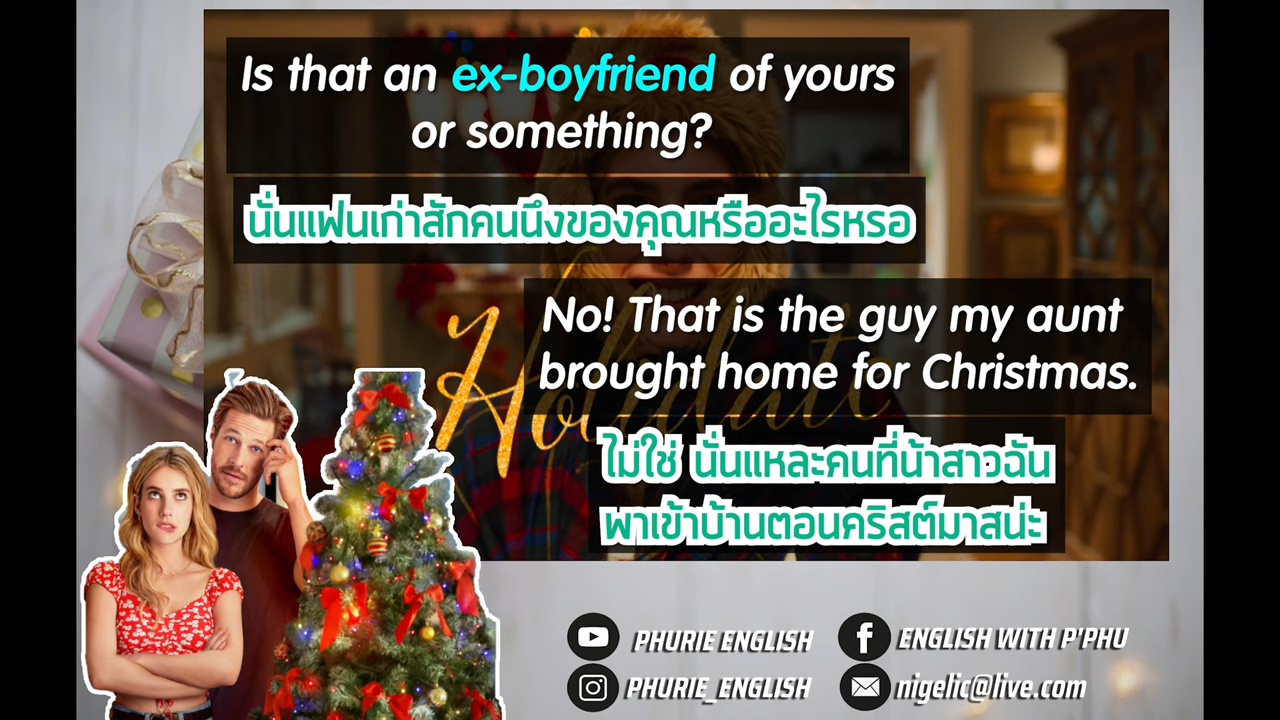 Is that an ex-boyfriend of yours
or something?
นั่นแฟนเก่าสักคนนึงของคุณหรืออะไรหรอ
No! That is the guy my aunt
brought home for Christmas.
ไม่ใช่ นั่นแหละคนที่น้าสาวฉัน
พาเข้าบ้านตอนคริสต์มาสน่ะ
Holidate
PHURIE ENGLISH
ENGLISH WITH P'PHU
PHURIE_ENGLISH
nigelic@live.com